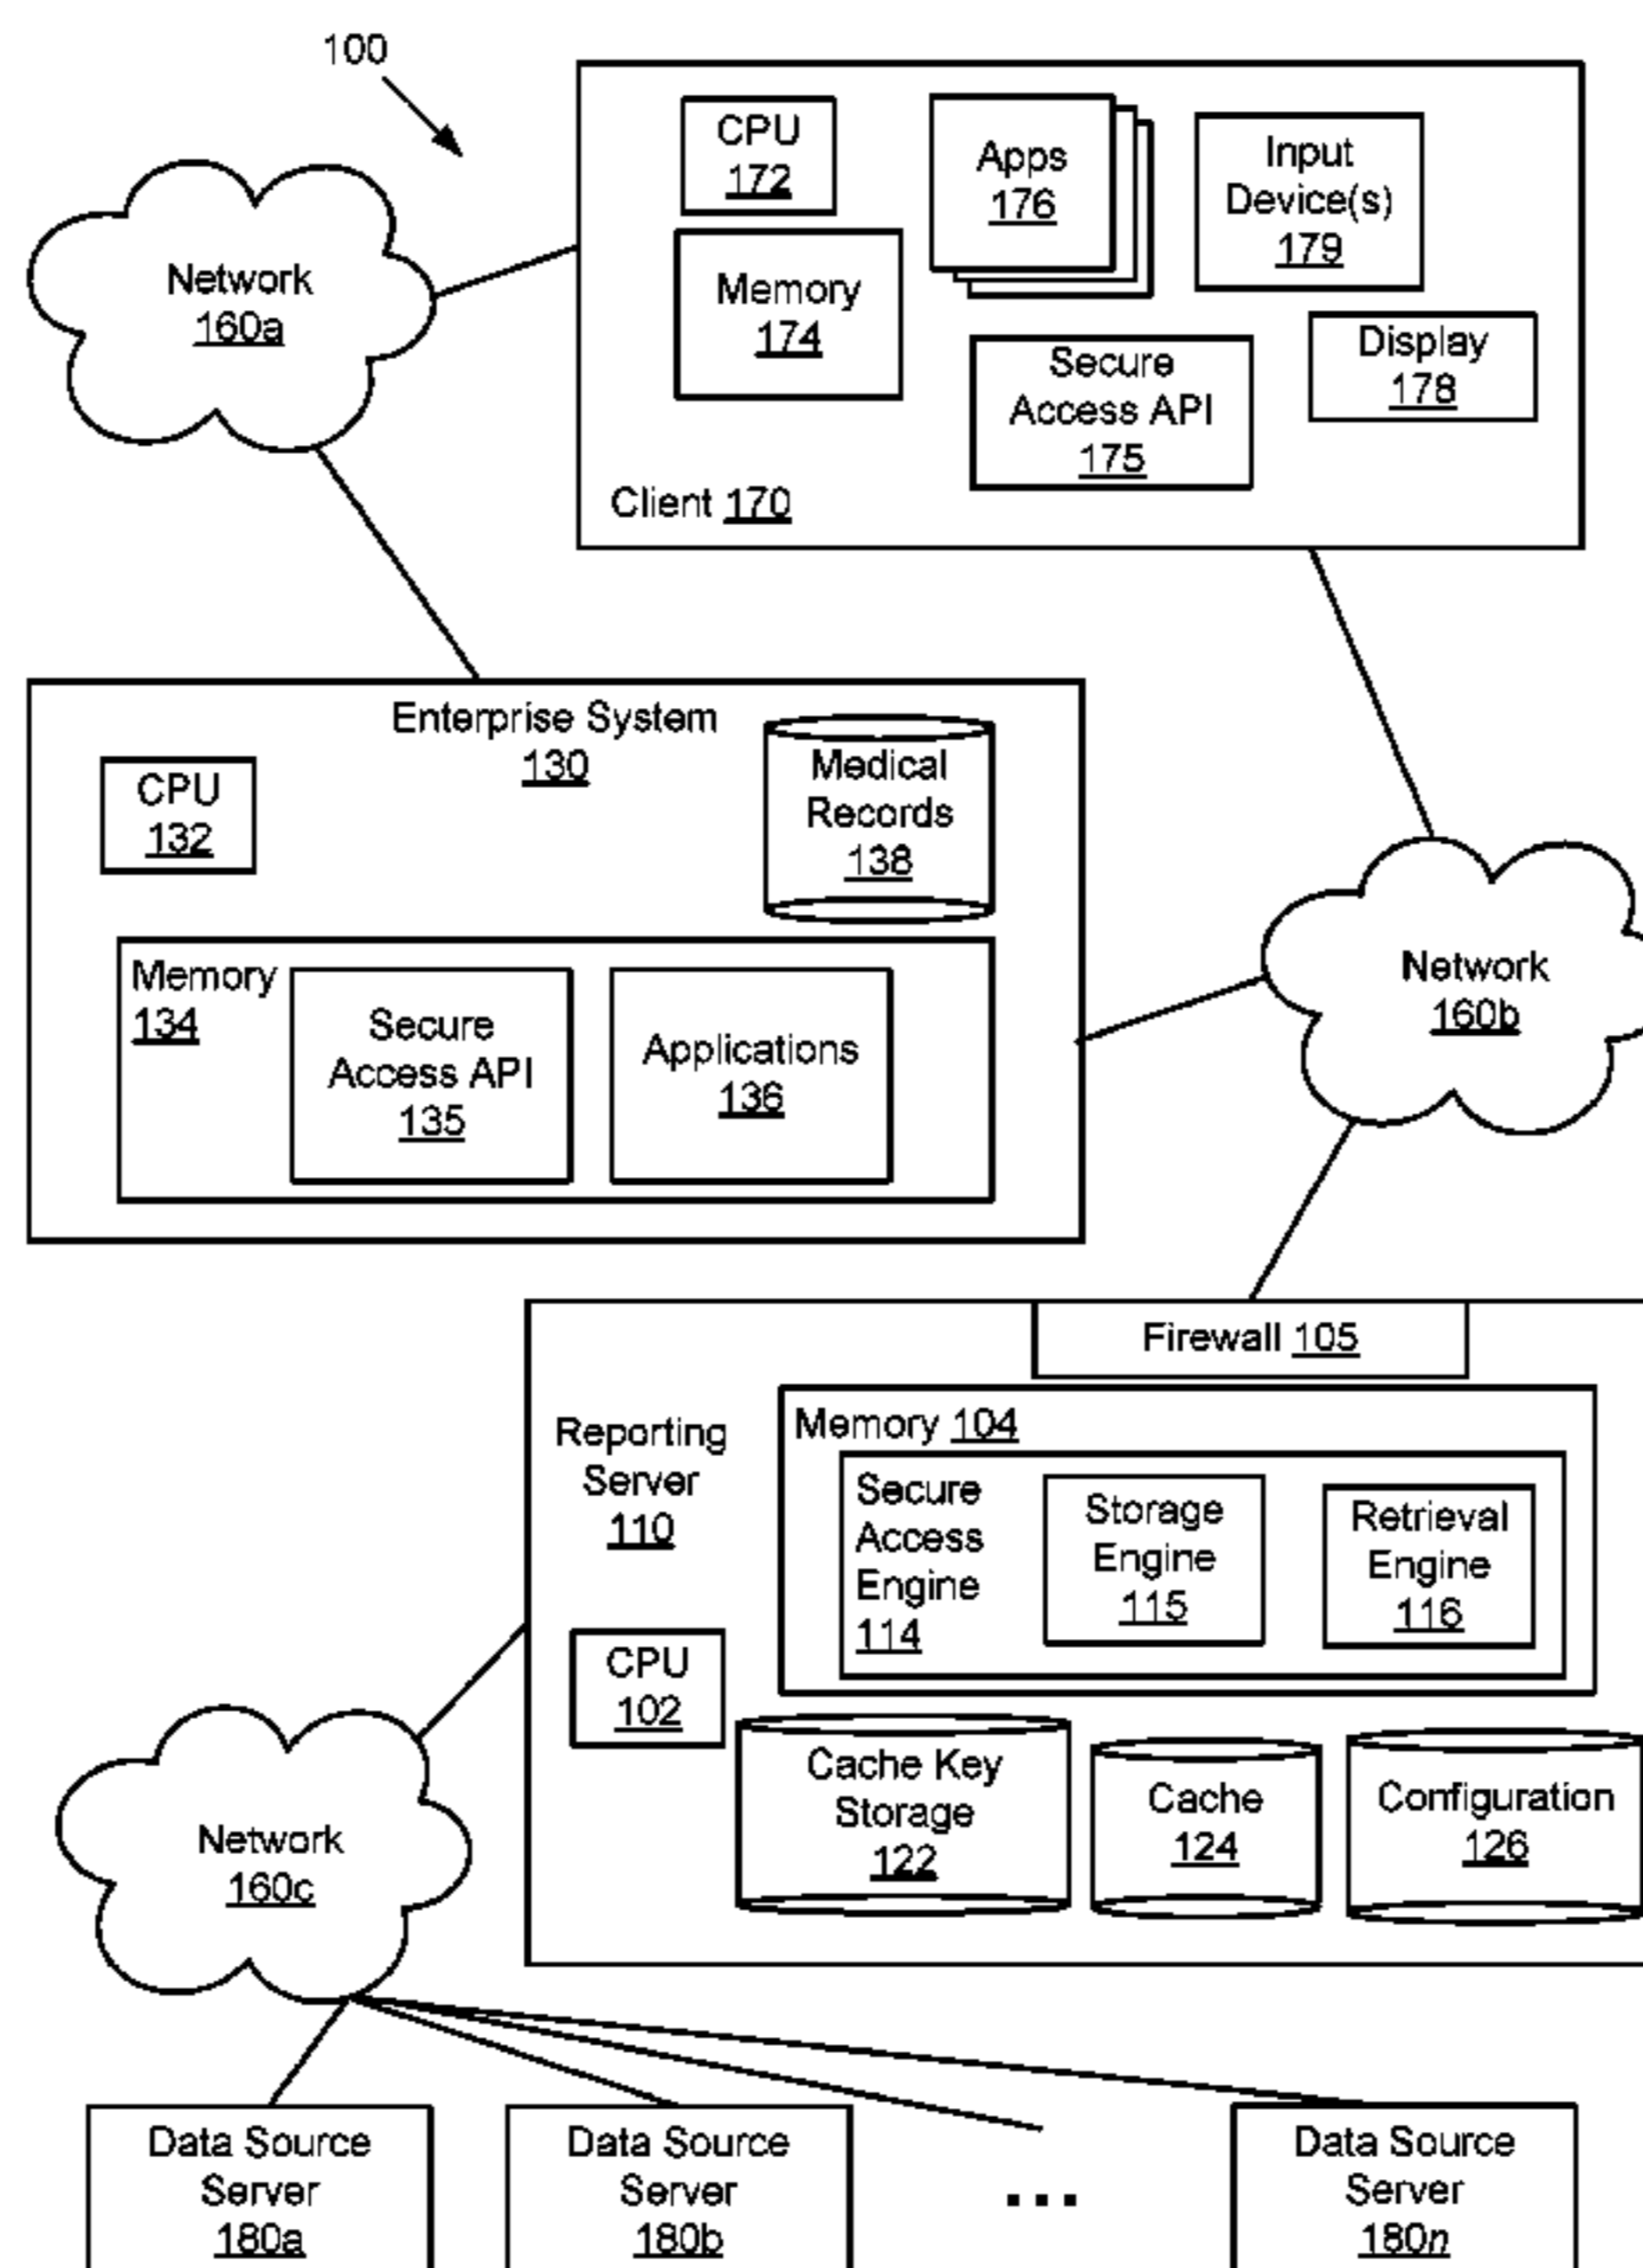 100
CPU
172
Apps
176
Input
Device(s)
179
Network
160a
Memory
174
Secure
Access API
175
Display
178
Client 170
Enterprise System
130
CPU
132
Medical
Records
138
Memory
134
Secure
Access API
135
Applications
136
Network
160b
Firewall 105
Reporting
Server
110
Memory 104
Secure
Access
Engine
114
Storage
Engine
115
Retrieval
Engine
116
CPU
102
Cache Key
Storage
122
Cache
124
Configuration
126
Network
160c
Data Source
Server
180a
Data Source
Server
180b
...
Data Source
Server
180n